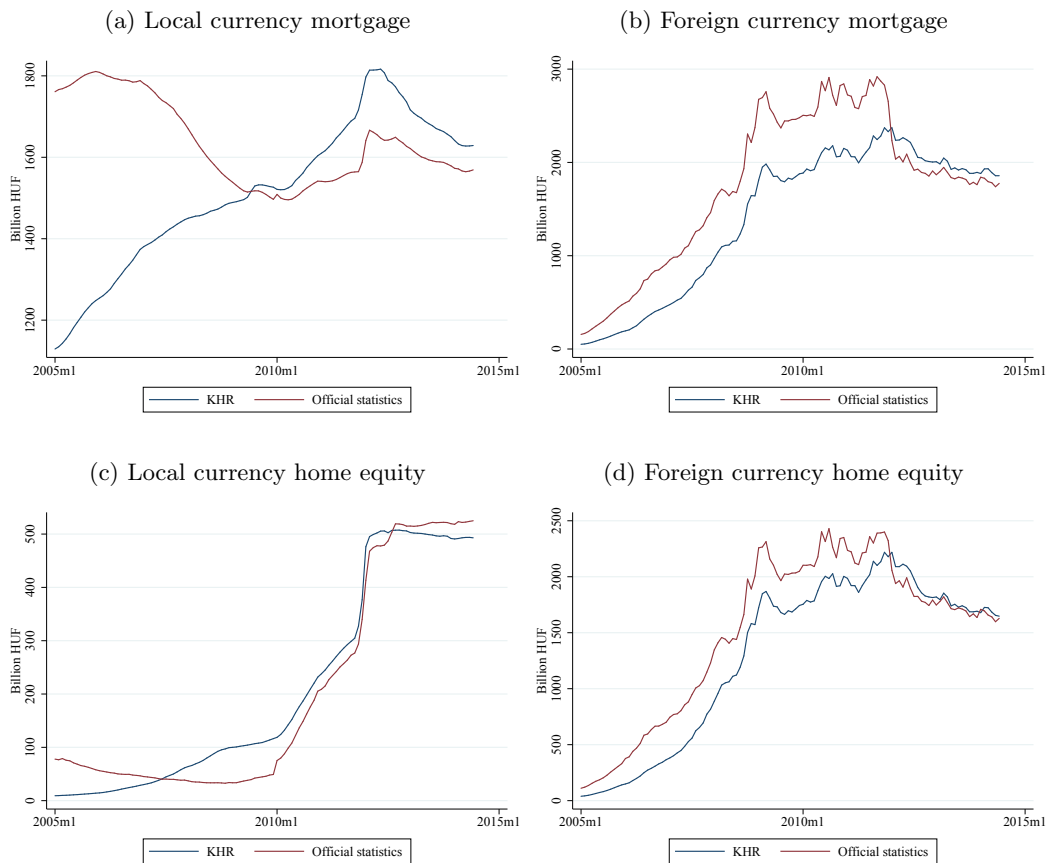 (a) Local currency mortgage
Billion HUF
1200 1400 1600 1800
2005m1 2010m1 2015m1
KHR Official statistics
(b) Foreign currency mortgage
Billion HUF
0 1000 2000 3000
2005m1 2010m1 2015m1
KHR Official statistics
(c) Local currency home equity
Billion HUF
0 100 200 300 400 500
2005m1 2010m1 2015m1
KHR Official statistics
(d) Foreign currency home equity
Billion HUF
0 500 1000 1500 2000 2500
2005m1 2010m1 2015m1
KHR Official statistics